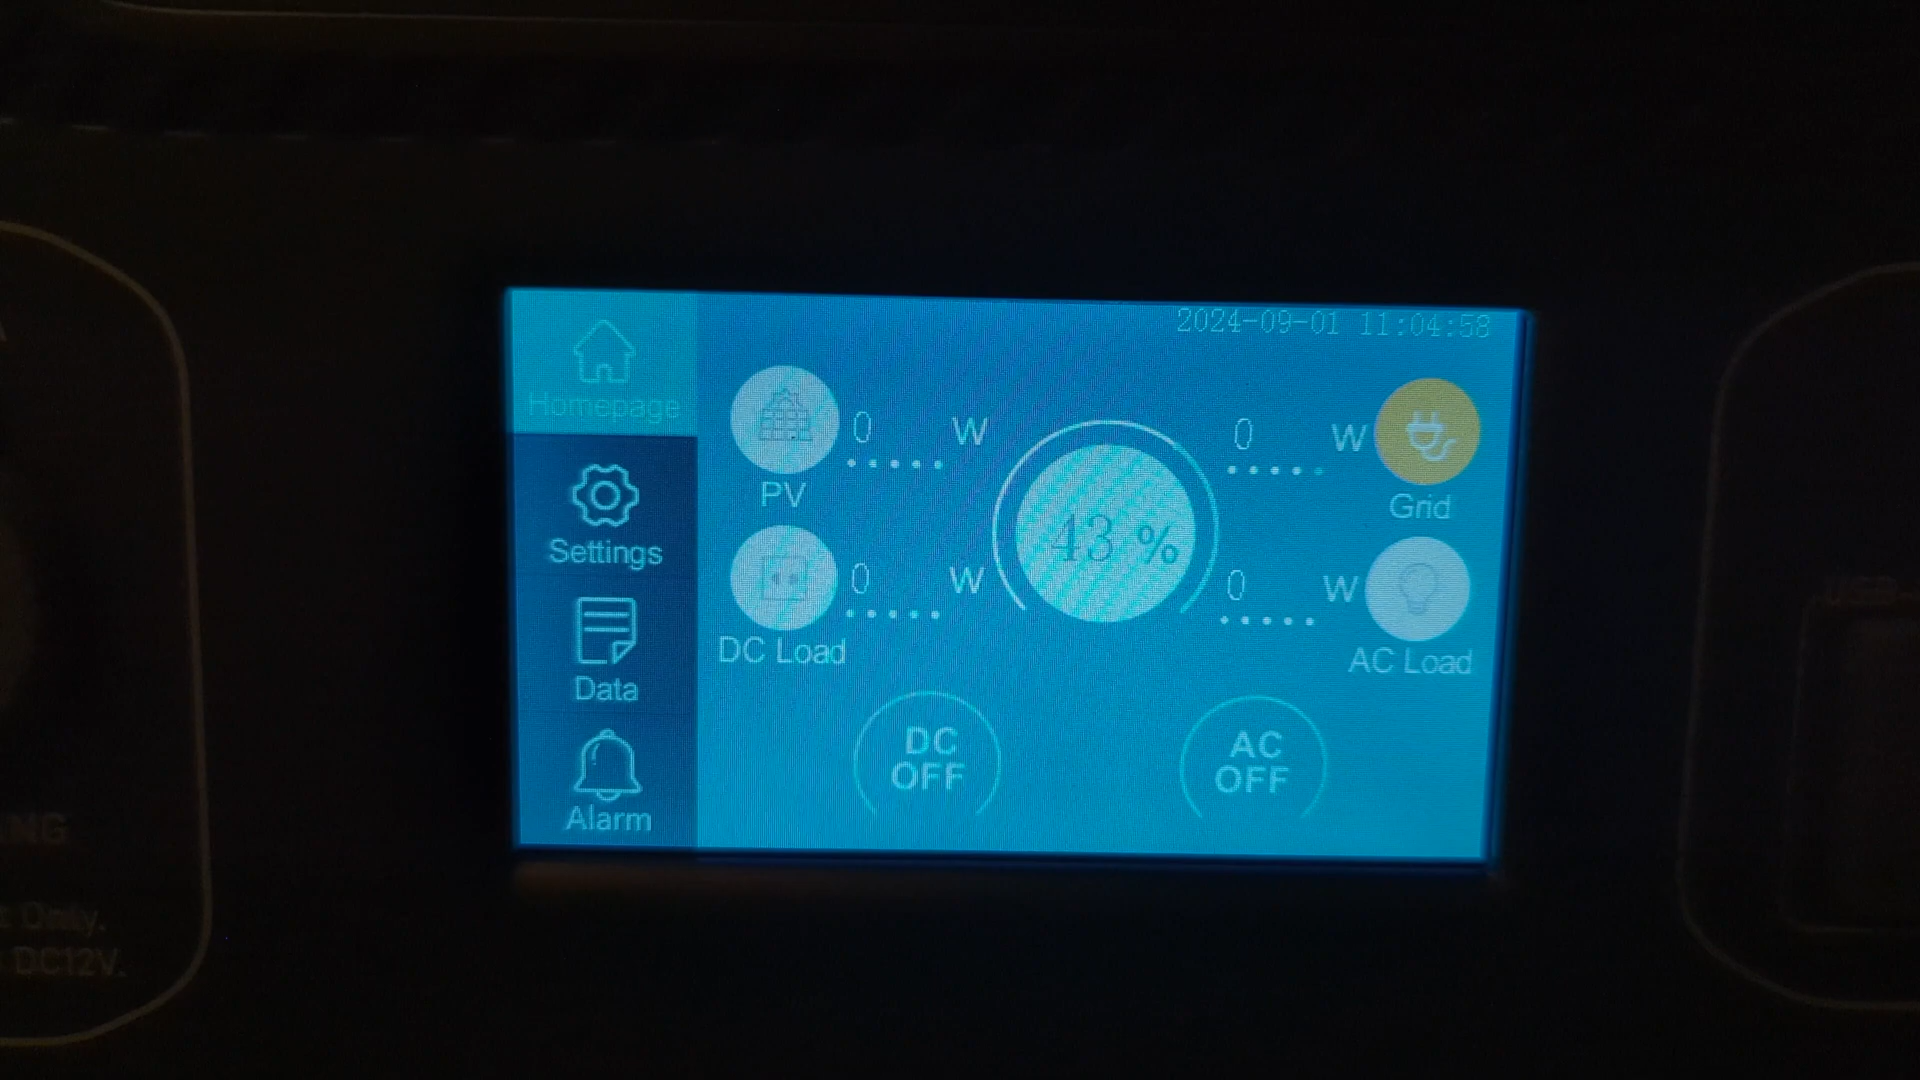 2024-09-01 11:04:58
Homepage
Settings
Data
Alarm
0 W
PV
0 W
Grid
43 %
0 W
DC Load
0 W
AC Load
DC
OFF
AC
OFF
Only.
DC12V.